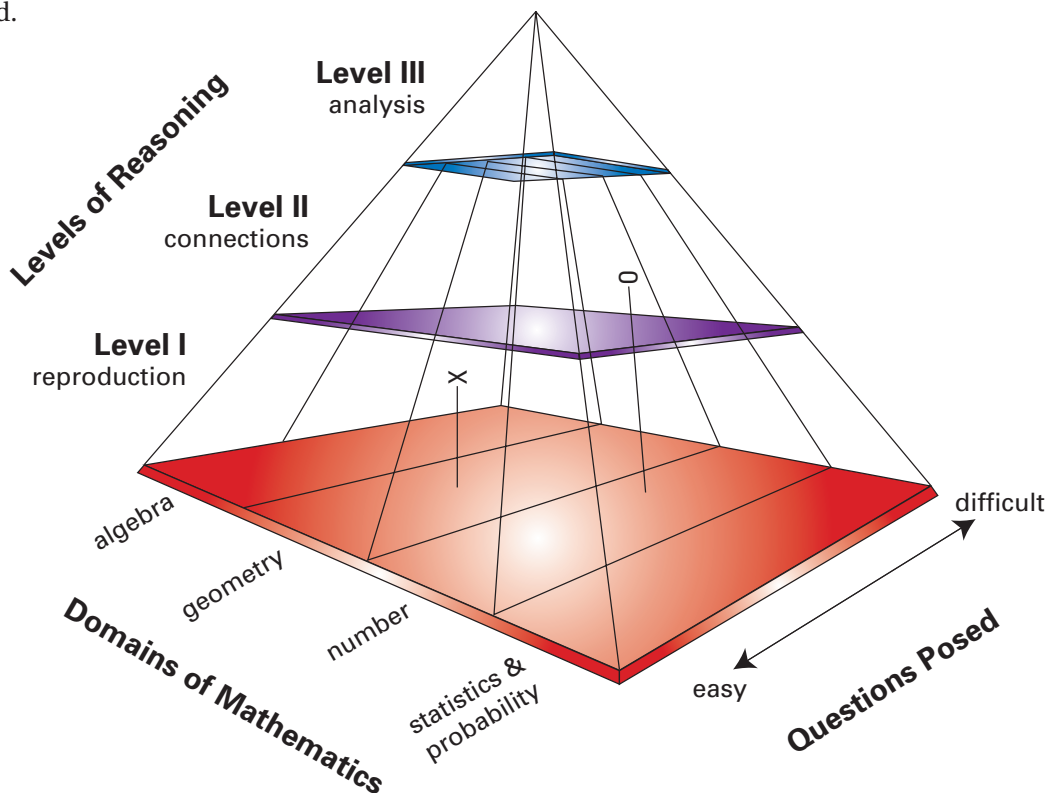 d.
Level III
analysis
Levels of Reasoning
Level II
connections
O
Level I
reproduction
X
algebra
difficult
geometry
number
statistics &
probability
easy
Domains of Mathematics
Questions Posed